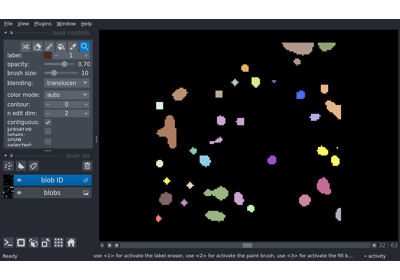 File View Plugins Window Help
layer controls
label: 1
opacity: 0.70
brush size: 10
blending: translucen
color mode: auto
contour: 0
n edit dim: 2
contiguous:
preserve
labels:
show
selected:
layer list
blob ID
blobs
32 63
Ready use <1> for activate the label eraser, use <2> for activate the paint brush, use <3> for activate the fill b... activity